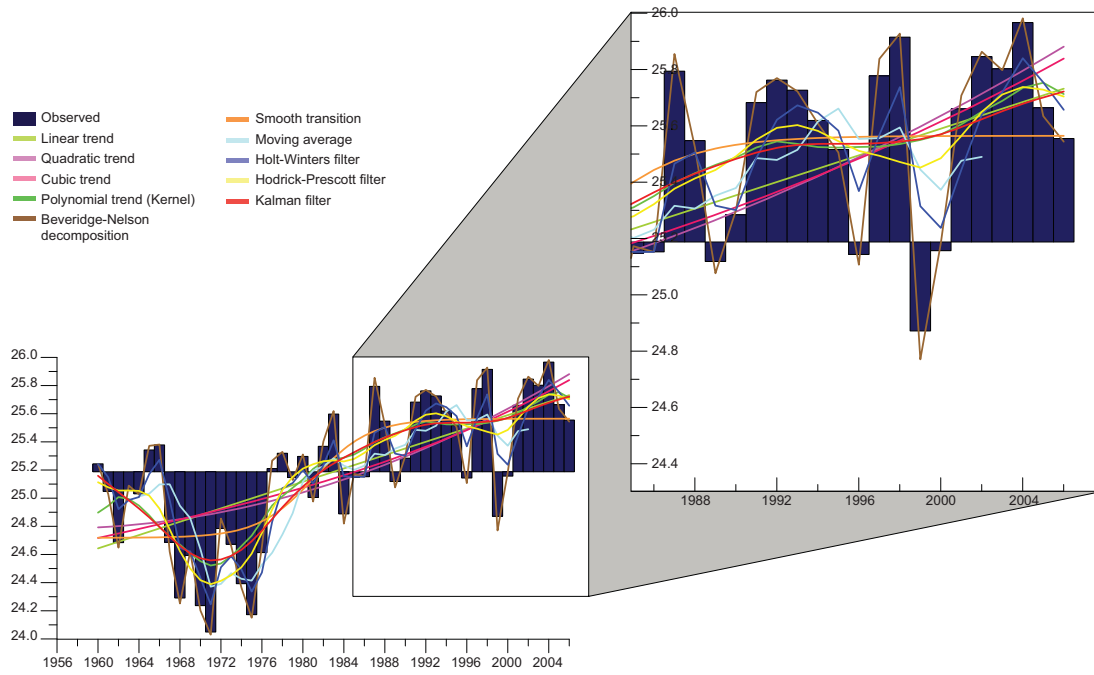 Observed
Linear trend
Quadratic trend
Cubic trend
Polynomial trend (Kernel)
Beveridge-Nelson
decomposition
Smooth transition
Moving average
Holt-Winters filter
Hodrick-Prescott filter
Kalman filter
26.0
25.0
24.8
24.6
24.4
1988
1992
1996
2000
2004
26.0
25.8
25.6
25.4
25.2
25.0
24.8
24.6
24.4
24.2
24.0
1956
1960
1964
1968
1972
1976
1980
1984
1988
1992
1996
2000
2004